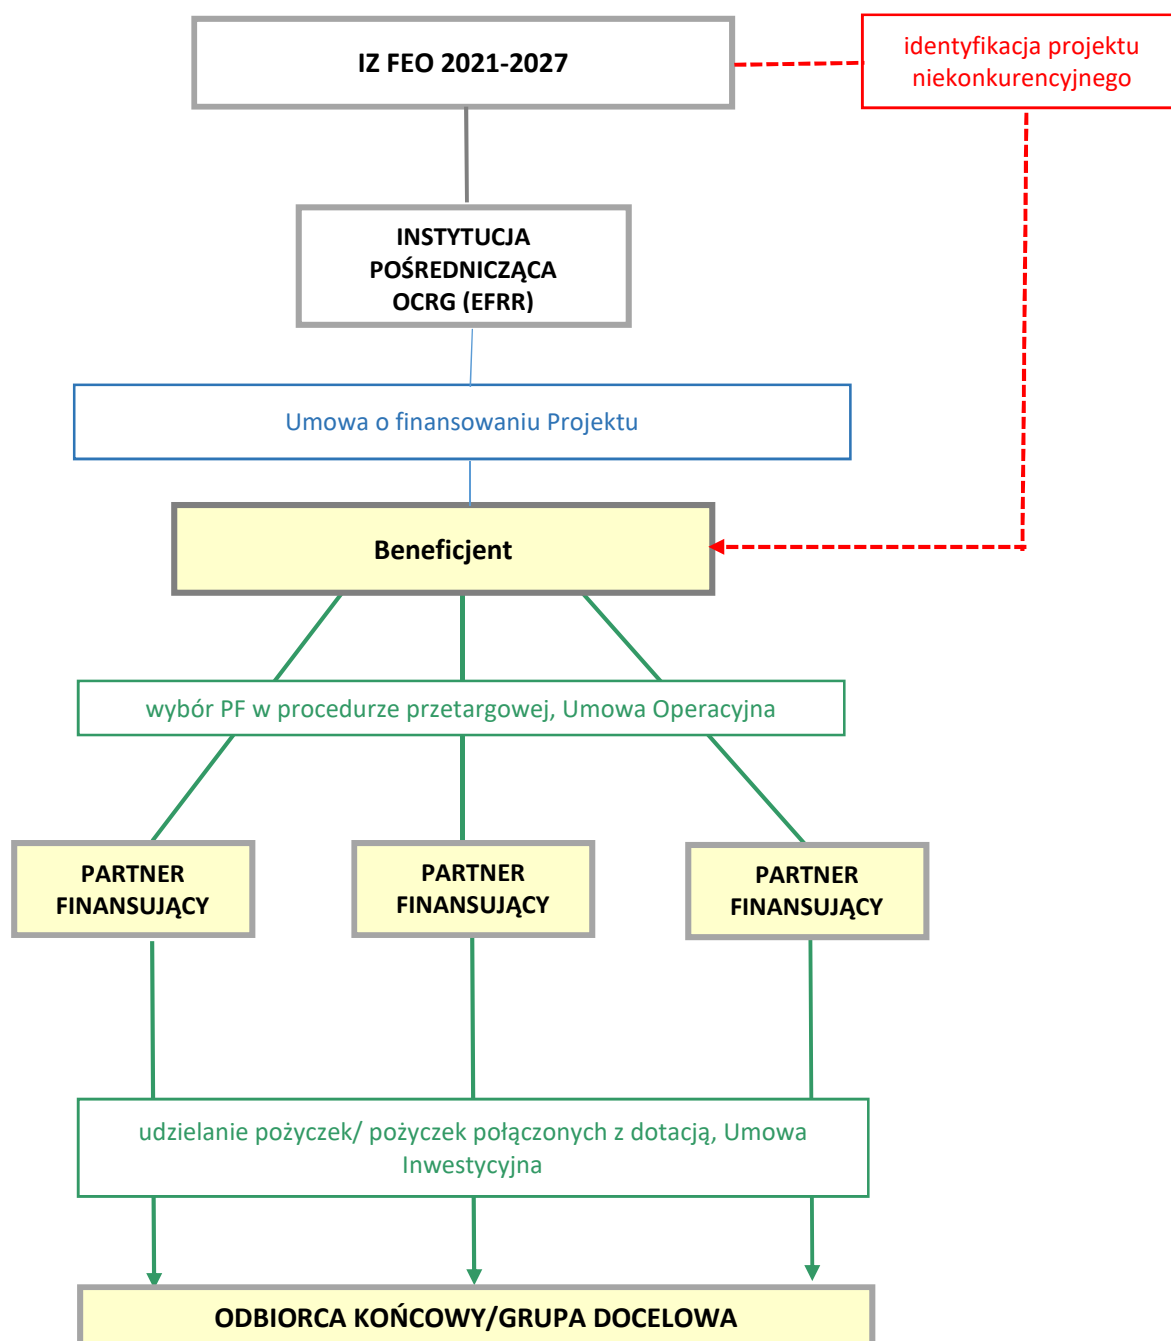 IZ FEO 2021-2027
identyfikacja projektu
niekonkurencyjnego
INSTYTUCJA
POŚREDNICZĄCA
OCRG (EFRR)
Umowa o finansowaniu Projektu
Beneficjent
wybór PF w procedurze przetargowej, Umowa Operacyjna
PARTNER
FINANSUJĄCY
PARTNER
FINANSUJĄCY
PARTNER
FINANSUJĄCY
udzielanie pożyczek/ pożyczek połączonych z dotacją, Umowa
Inwestycyjna
ODBIORCA KOŃCOWY/GRUPA DOCELOWA